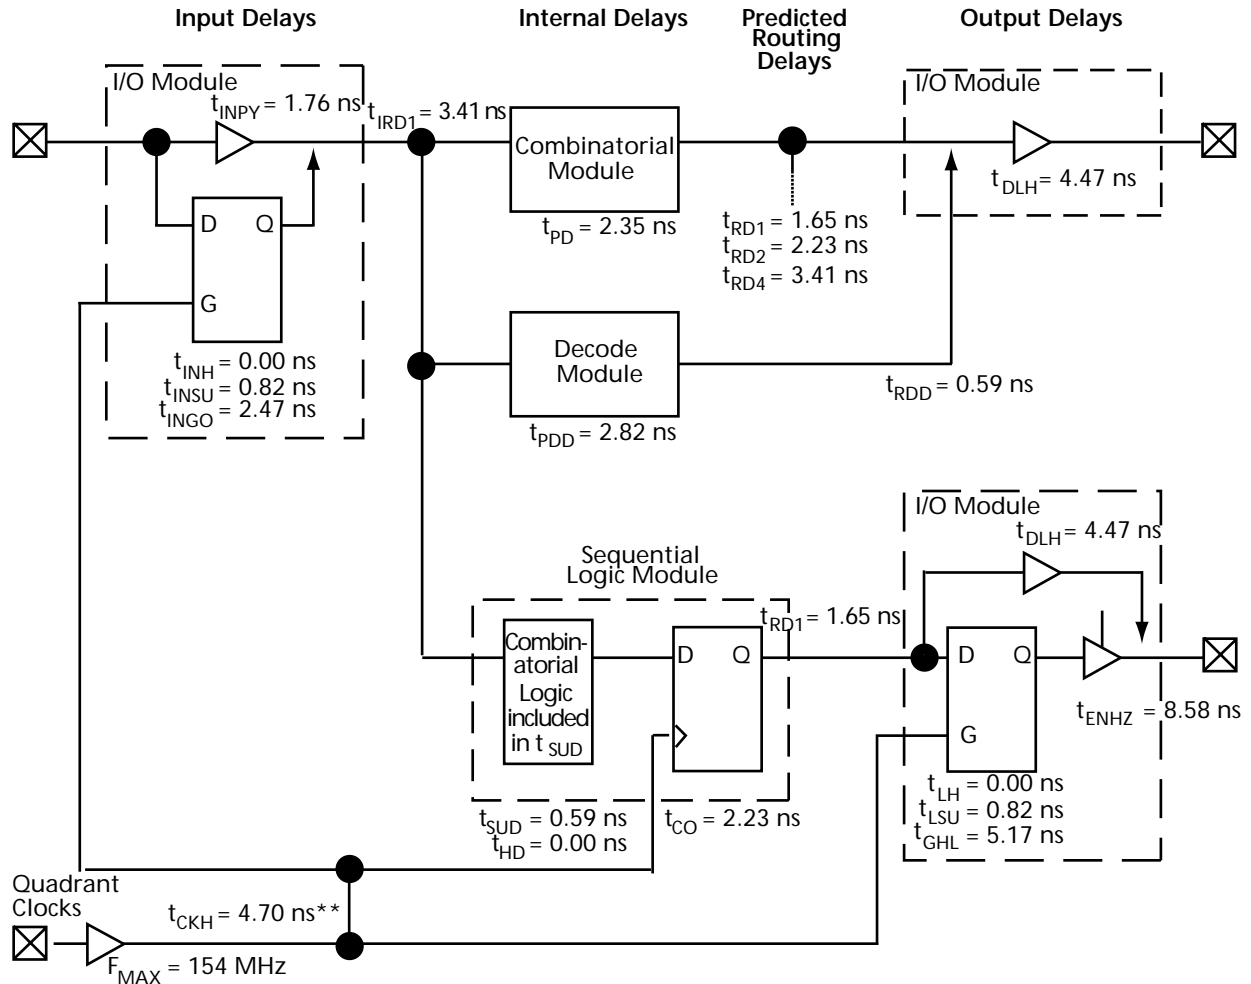 Input Delays
Internal Delays
Predicted
Routing
Delays
Output Delays
I/O Module
tINPY = 1.76 ns
tIRD1 = 3.41 ns
Combinatorial
Module
tPD = 2.35 ns
tRD1 = 1.65 ns
tRD2 = 2.23 ns
tRD4 = 3.41 ns
I/O Module
tDLH = 4.47 ns
D Q
G
tINH = 0.00 ns
tINSU = 0.82 ns
tINGO = 2.47 ns
Decode
Module
tPDD = 2.82 ns
tRDD = 0.59 ns
Sequential
Logic Module
Combin-
atorial
Logic
included
in tSUD
D Q
tSUD = 0.59 ns
tHD = 0.00 ns
tCO = 2.23 ns
tRD1 = 1.65 ns
I/O Module
tDLH = 4.47 ns
D Q
G
tENHZ = 8.58 ns
tLH = 0.00 ns
tLSU = 0.82 ns
tGHL = 5.17 ns
Quadrant
Clocks
tCKH = 4.70 ns**
FMAX = 154 MHz